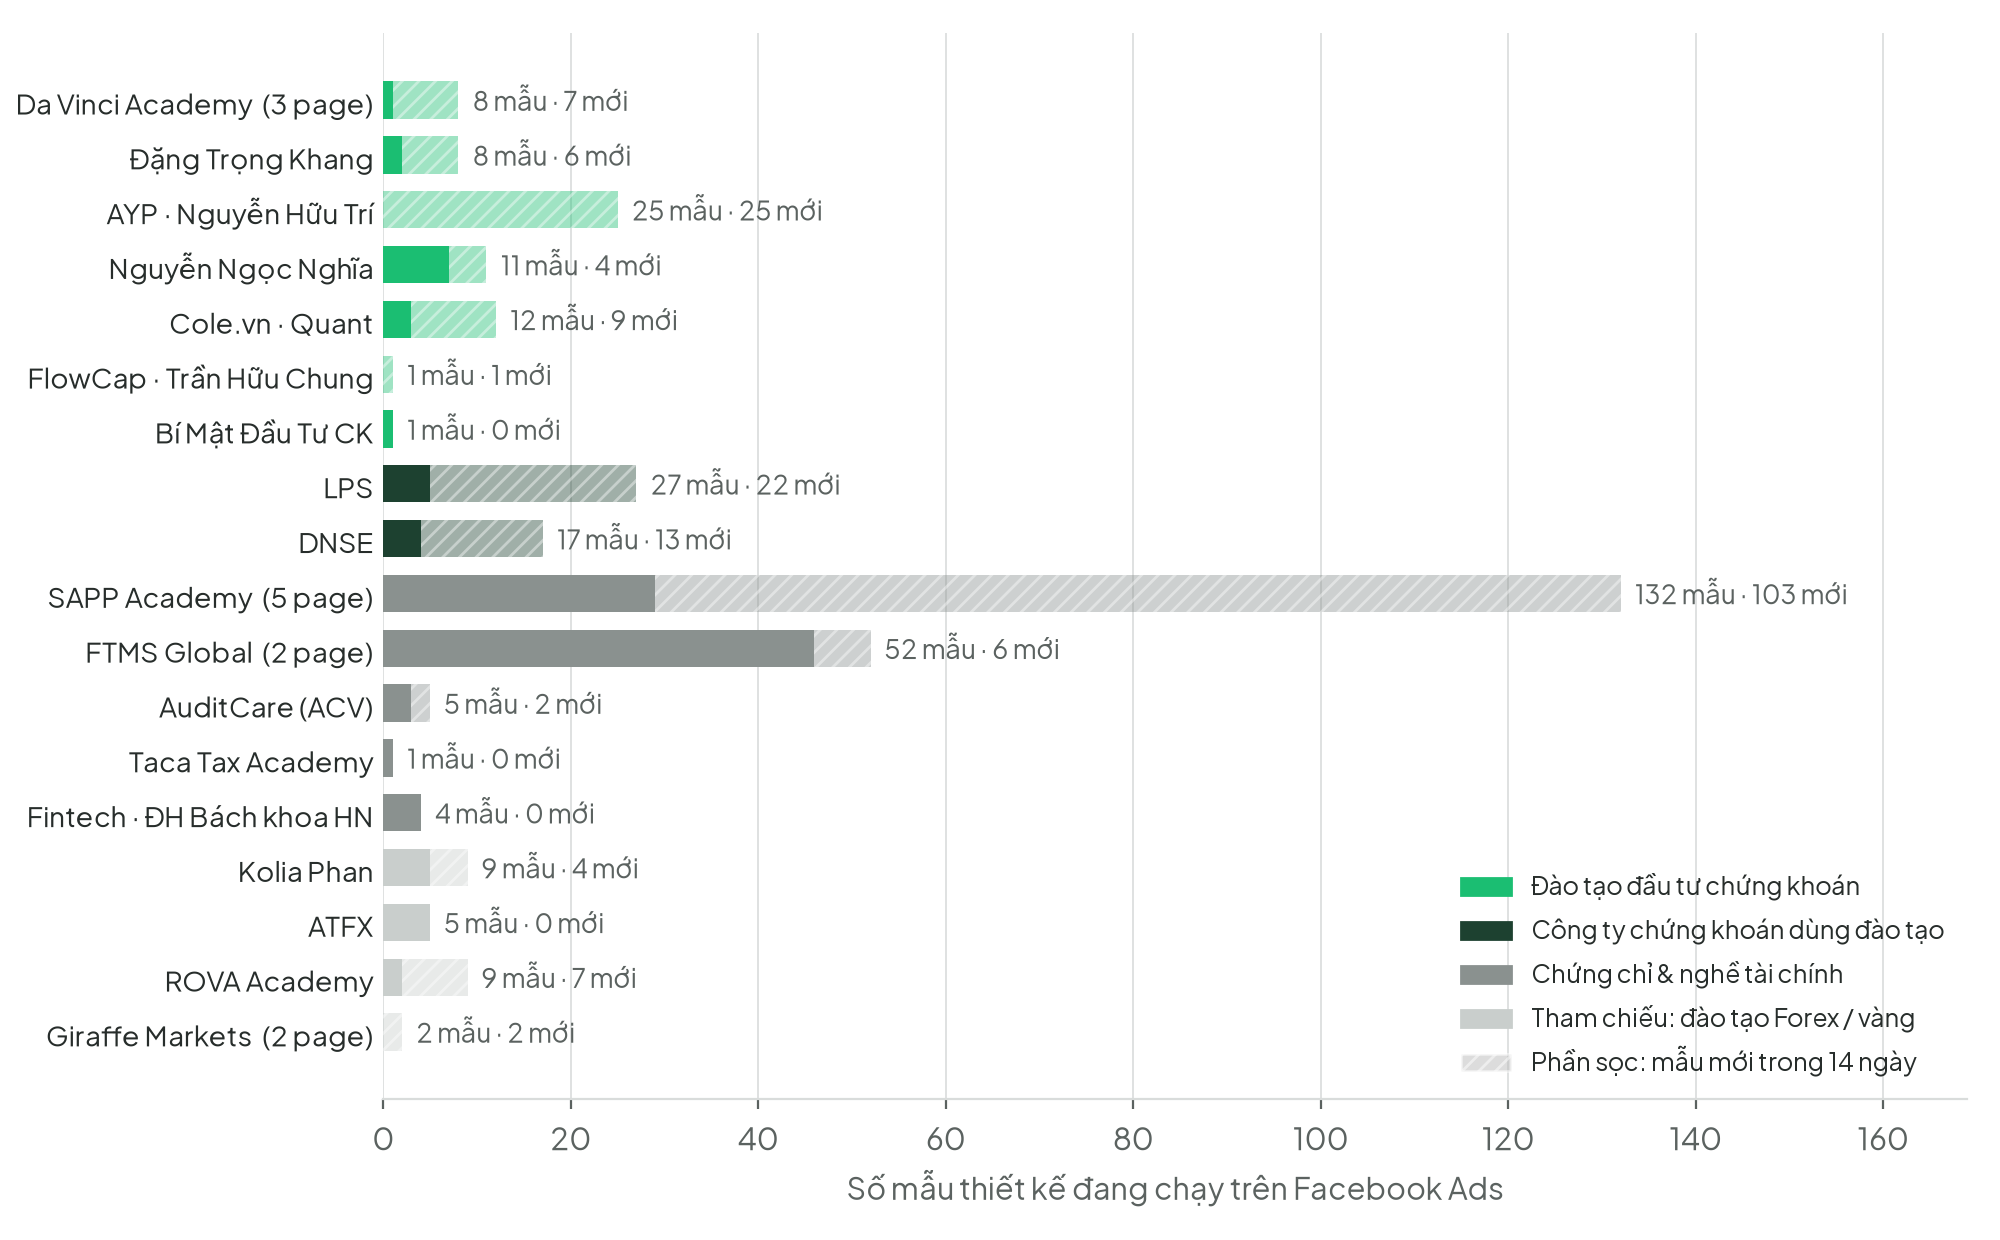 Da Vinci Academy (3 page) 8 mẫu · 7 mới
Đặng Trọng Khang 8 mẫu · 6 mới
AYP · Nguyễn Hữu Trí 25 mẫu · 25 mới
Nguyễn Ngọc Nghĩa 11 mẫu · 4 mới
Cole.vn · Quant 12 mẫu · 9 mới
FlowCap · Trần Hữu Chung 1 mẫu · 1 mới
Bí Mật Đầu Tư CK 1 mẫu · 0 mới
LPS 27 mẫu · 22 mới
DNSE 17 mẫu · 13 mới
SAPP Academy (5 page) 132 mẫu · 103 mới
FTMS Global (2 page) 52 mẫu · 6 mới
AuditCare (ACV) 5 mẫu · 2 mới
Taca Tax Academy 1 mẫu · 0 mới
Fintech · ĐH Bách khoa HN 4 mẫu · 0 mới
Kolia Phan 9 mẫu · 4 mới
ATFX 5 mẫu · 0 mới
ROVA Academy 9 mẫu · 7 mới
Giraffe Markets (2 page) 2 mẫu · 2 mới
Đào tạo đầu tư chứng khoán
Công ty chứng khoán dùng đào tạo
Chứng chỉ & nghề tài chính
Tham chiếu: đào tạo Forex / vàng
Phần sọc: mẫu mới trong 14 ngày
0 20 40 60 80 100 120 140 160
Số mẫu thiết kế đang chạy trên Facebook Ads